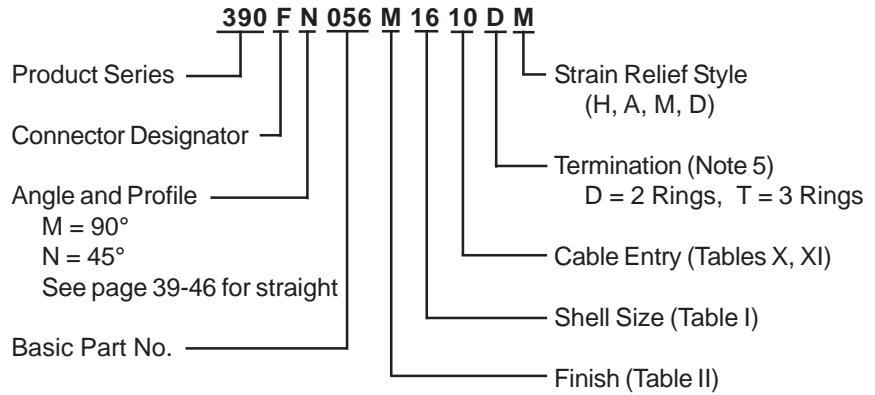 390 F N 056 M 16 10 D M
Product Series
Connector Designator
Angle and Profile
M = 90°
N = 45°
See page 39-46 for straight
Basic Part No.
Strain Relief Style
(H, A, M, D)
Termination (Note 5)
D = 2 Rings, T = 3 Rings
Cable Entry (Tables X, XI)
Shell Size (Table I)
Finish (Table II)